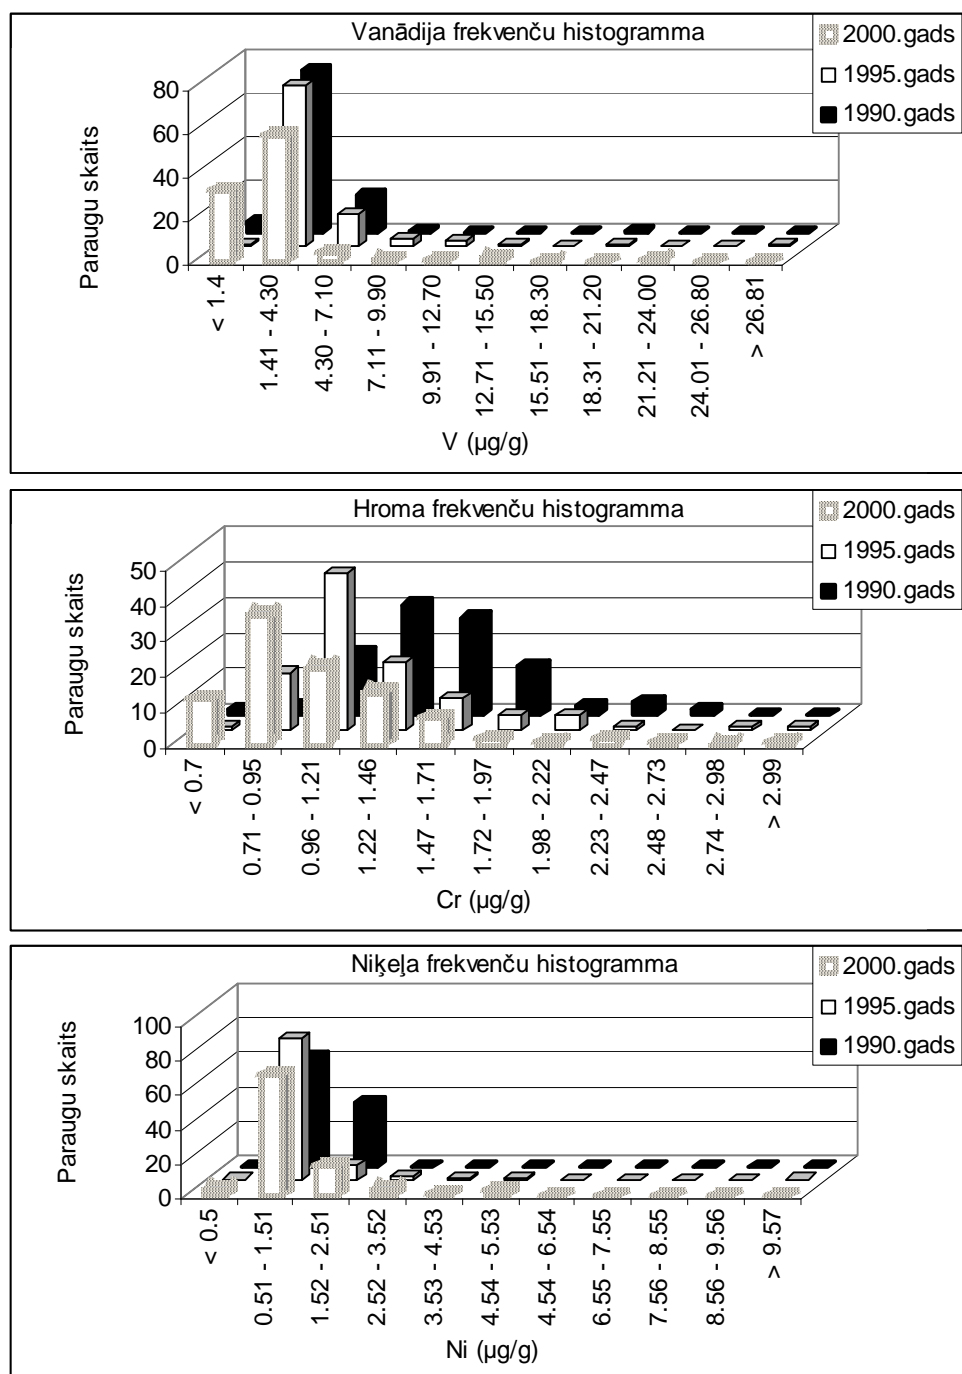 Vanādija frekvenču histogramma
2000.gads
1995.gads
1990.gads
Paraugu skaits
80
60
40
20
0
< 1.4
1.41 - 4.30
4.30 - 7.10
7.11 - 9.90
9.91 - 12.70
12.71 - 15.50
15.51 - 18.30
18.31 - 21.20
21.21 - 24.00
24.01 - 26.80
> 26.81
V (µg/g)
Hroma frekvenču histogramma
2000.gads
1995.gads
1990.gads
Paraugu skaits
50
40
30
20
10
0
< 0.7
0.71 - 0.95
0.96 - 1.21
1.22 - 1.46
1.47 - 1.71
1.72 - 1.97
1.98 - 2.22
2.23 - 2.47
2.48 - 2.73
2.74 - 2.98
> 2.99
Cr (µg/g)
Niķeļa frekvenču histogramma
2000.gads
1995.gads
1990.gads
Paraugu skaits
100
80
60
40
20
0
< 0.5
0.51 - 1.51
1.52 - 2.51
2.52 - 3.52
3.53 - 4.53
4.54 - 5.53
4.54 - 6.54
6.55 - 7.55
7.56 - 8.55
8.56 - 9.56
> 9.57
Ni (µg/g)